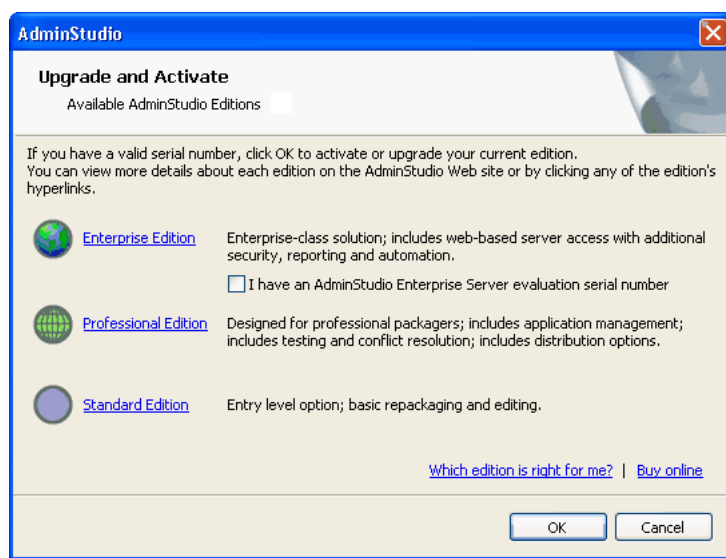 AdminStudio
Upgrade and Activate
Available AdminStudio Editions
If you have a valid serial number, click OK to activate or upgrade your current edition.
You can view more details about each edition on the AdminStudio Web site or by clicking any of the edition's
hyperlinks.
Enterprise Edition
Enterprise-class solution; includes web-based server access with additional
security, reporting and automation.
I have an AdminStudio Enterprise Server evaluation serial number
Professional Edition
Designed for professional packagers; includes application management;
includes testing and conflict resolution; includes distribution options.
Standard Edition
Entry level option; basic repackaging and editing.
Which edition is right for me? | Buy online
OK
Cancel